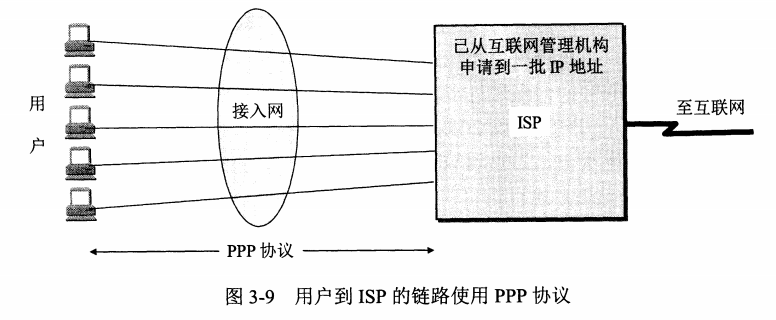 已从互联网管理机构
申请到一批 IP 地址
用
户
接入网
ISP
至互联网
PPP 协议
图 3-9 用户到 ISP 的链路使用 PPP 协议